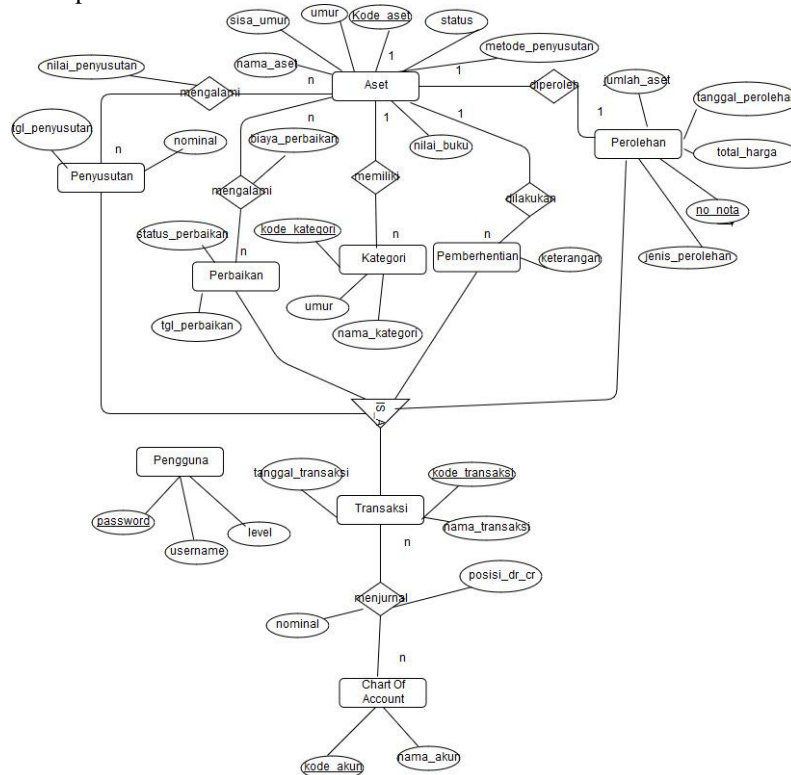 sisa_umur
umur
Kode_aset
status
nama_aset
1
metode_penyusutan
nilai_penyusutan
n
Aset
1
diperoleh
jumlah_aset
mengalami
tanggal_perolehan
tgl_penyusutan
n
nominal
n
1
1
1
Perolehan
biaya_perbaikan
nilai_buku
total_harga
Penyusutan
mengalami
memiliki
dilakukan
no_nota
status_perbaikan
kode_kategori
n
n
n
Perbaikan
Kategori
Pemberhentian
keterangan
jenis_perolehan
tgl_perbaikan
umur
nama_kategori
IS_A
Pengguna
tanggal_transaksi
kode_transaksi
password
username
level
Transaksi
nama_transaksi
n
menjurnal
posisi_dr_cr
nominal
n
Chart Of
Account
kode_akun
nama_akun